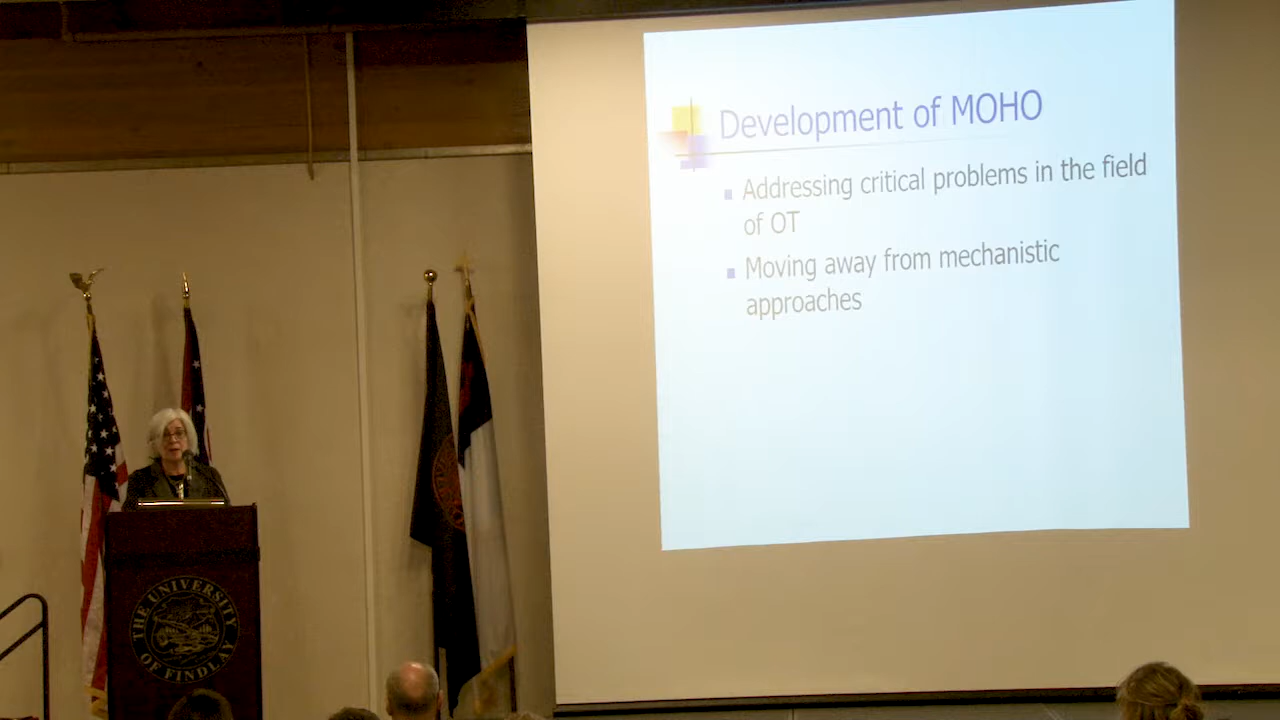 Development of MOHO
Addressing critical problems in the field
of OT
Moving away from mechanistic
approaches
THE UNIVERSITY
OF FINDLAY